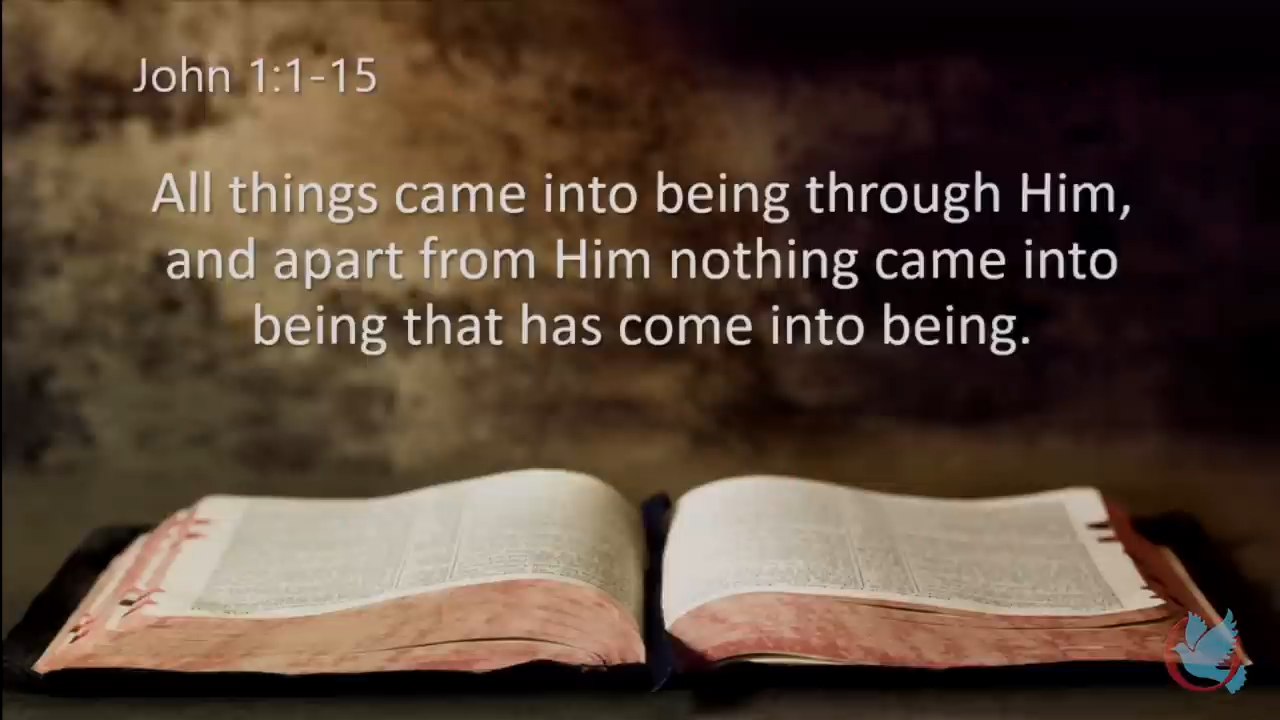 John 1:1-15
All things came into being through Him,
and apart from Him nothing came into
being that has come into being.